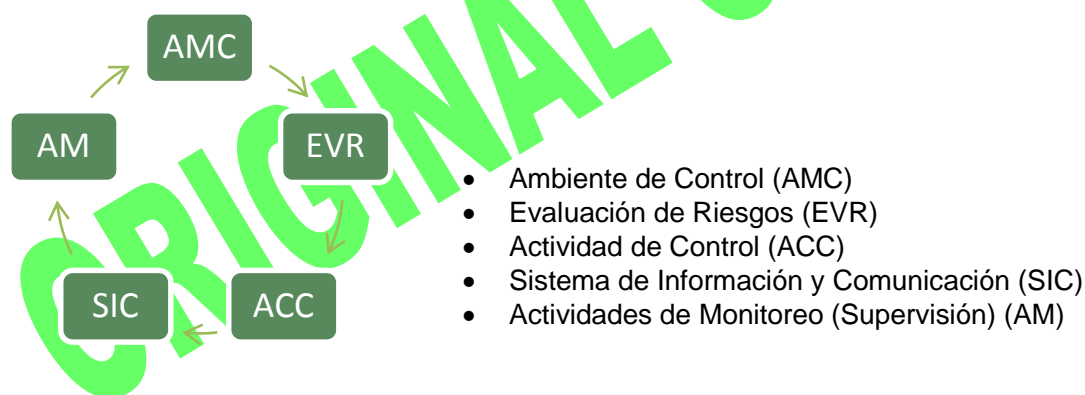 AMC
AM
EVR
SIC
ACC
• Ambiente de Control (AMC)
• Evaluación de Riesgos (EVR)
• Actividad de Control (ACC)
• Sistema de Información y Comunicación (SIC)
• Actividades de Monitoreo (Supervisión) (AM)
ORIGINAL